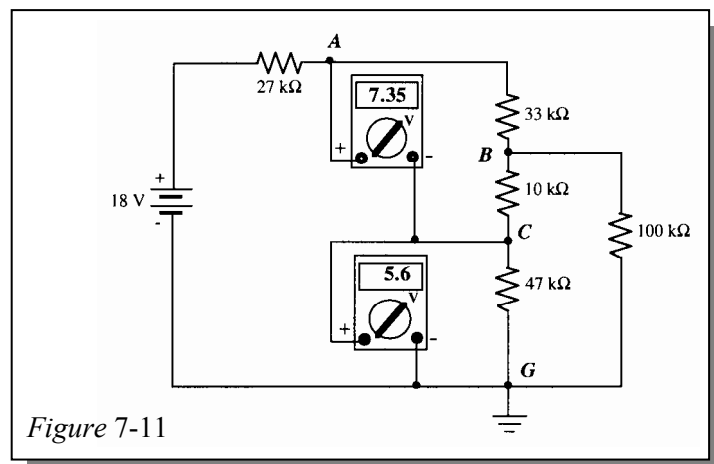 A
27 kΩ
7.35
V
+ -
33 kΩ
B
10 kΩ
+
18 V
-
C
100 kΩ
5.6
V
+ -
47 kΩ
G
Figure 7-11